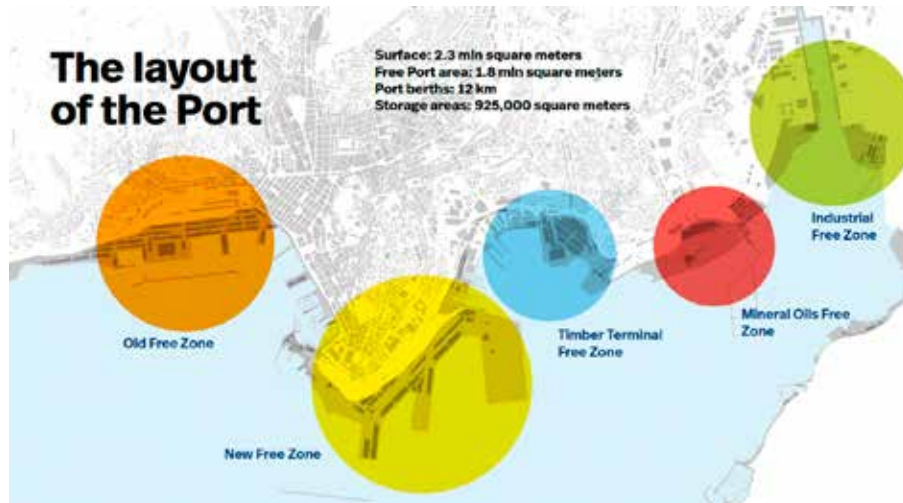 The layout
of the Port
Surface: 2.3 mln square meters
Free Port area: 1.8 mln square meters
Port berths: 12 km
Storage areas: 925,000 square meters
Industrial
Free Zone
Old Free Zone
Timber Terminal
Free Zone
Mineral Oils Free
Zone
New Free Zone